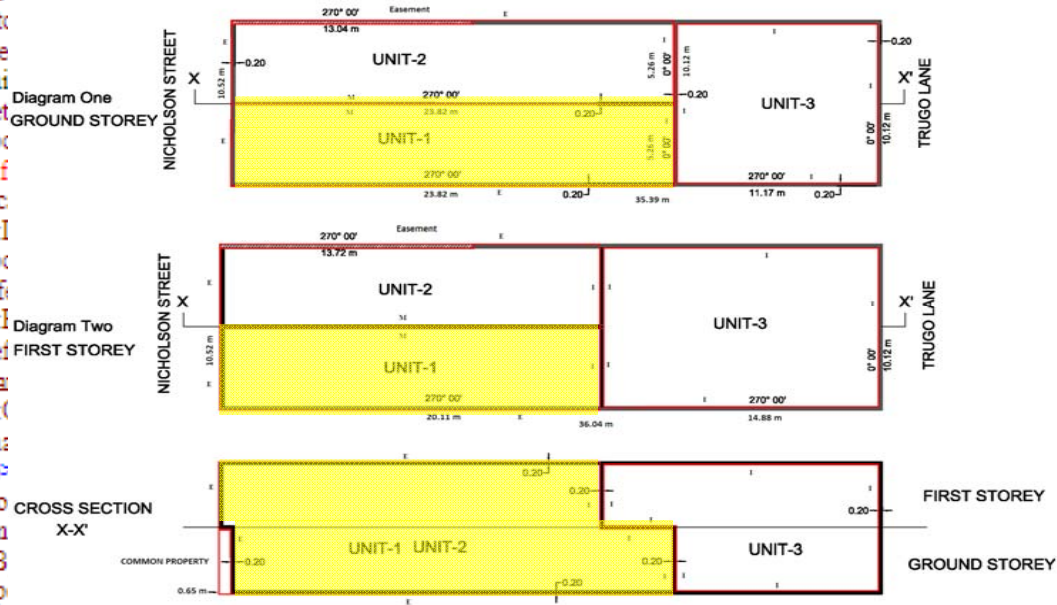 270° 00' Easement E
13.04 m
NICHOLSON STREET
E
10.52 m
0.20
UNIT-2
I
5.26 m
0° 00'
10.12 m
I
0.20
TRUGO LANE
X
X'
Diagram One
GROUND STOREY
M 270° 00'
M 23.82 m
0.20
0.20
UNIT-3
I
UNIT-1
E
5.26 m
0° 00'
I
0° 00'
10.12 m
270° 00'
23.82 m E
0.20
35.39 m
270° 00' I
11.17 m
0.20
270° 00' Easement E
13.72 m
NICHOLSON STREET
E
X
UNIT-2
I
I
I
I
X'
TRUGO LANE
M
M
UNIT-3
Diagram Two
FIRST STOREY
10.52 m
E
UNIT-1
I
I
0° 00'
10.12 m
270° 00'
20.11 m E
36.04 m
I 270° 00'
14.88 m
E
0.20
I
E
0.20
I
0.20
FIRST STOREY
CROSS SECTION
X-X'
I
I
I
UNIT-1 UNIT-2
UNIT-3
COMMON PROPERTY
0.20
0.20
GROUND STOREY
0.65 m
0.20
I
I
E
I